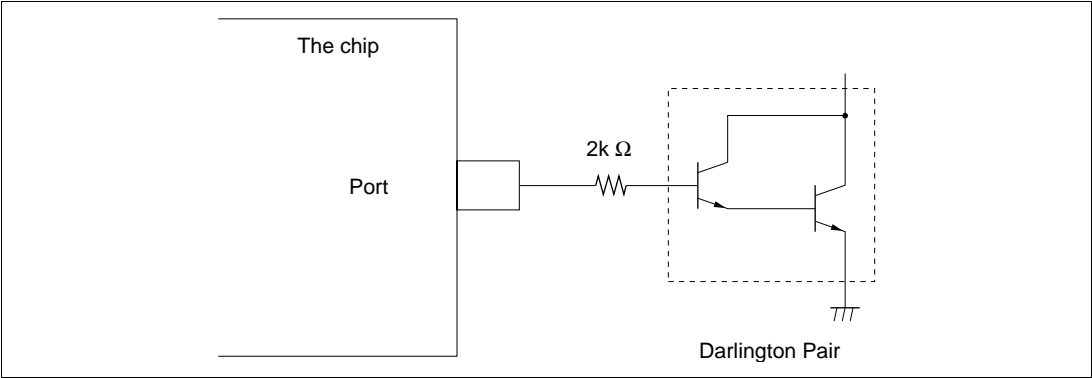 The chip
2k Ω
Port
Darlington Pair